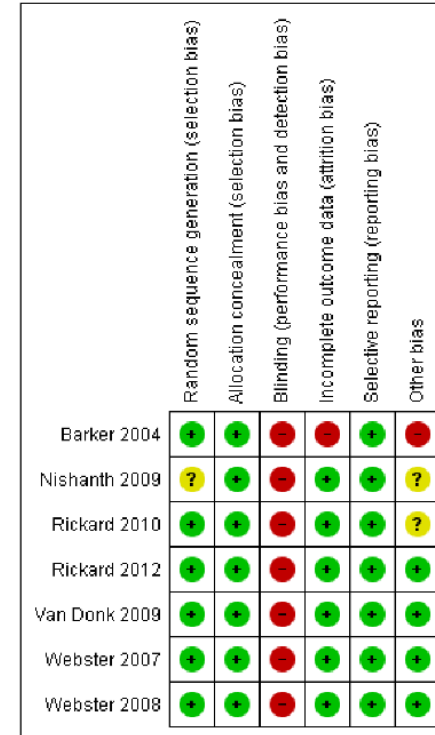 Random sequence generation (selection bias)
Allocation concealment (selection bias)
Blinding (performance bias and detection bias)
Incomplete outcome data (attrition bias)
Selective reporting (reporting bias)
Other bias
Barker 2004 + + - - + -
Nishanth 2009 ? + - + + ?
Rickard 2010 + + - + + ?
Rickard 2012 + + - + + +
Van Donk 2009 + + - + + +
Webster 2007 + + - + + +
Webster 2008 + + - + + +